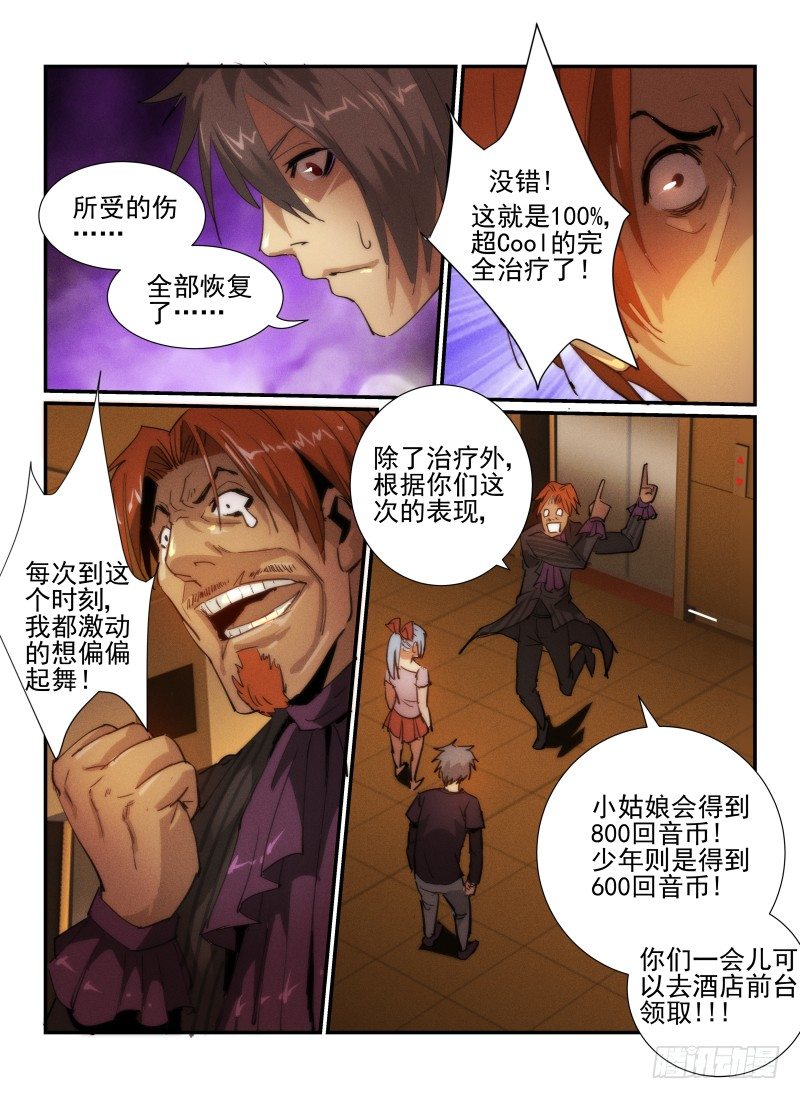 所受的伤
……
全部恢复
了……
没错！
这就是100%,
超Cool的完
全治疗了！
每次到这
个时刻，
我都激动
的想偏偏
起舞！
除了治疗外，
根据你们这
次的表现，
小姑娘会得到
800回音币！
少年则是得到
600回音币！
你们一会儿可
以去酒店前台
领取!!!
腾讯动漫